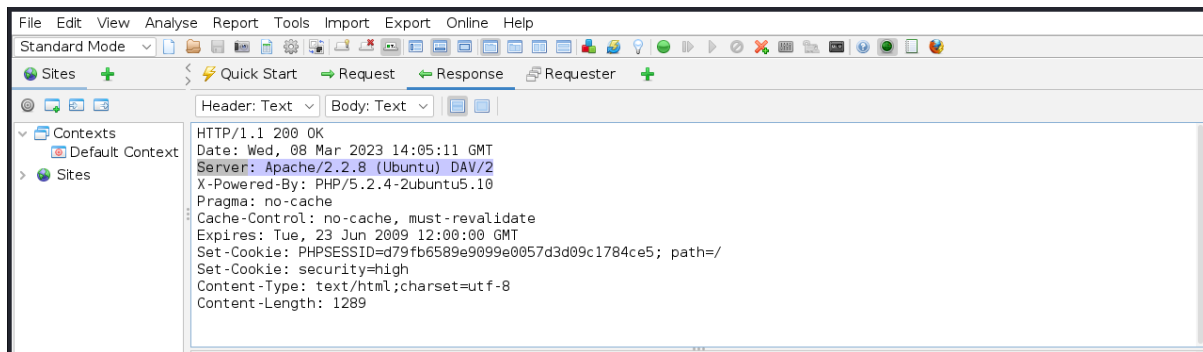 File Edit View Analyse Report Tools Import Export Online Help
Standard Mode
Sites
Quick Start Request Response Requester
Header: Text Body: Text
Contexts
Default Context
Sites
HTTP/1.1 200 OK
Date: Wed, 08 Mar 2023 14:05:11 GMT
Server: Apache/2.2.8 (Ubuntu) DAV/2
X-Powered-By: PHP/5.2.4-2ubuntu5.10
Pragma: no-cache
Cache-Control: no-cache, must-revalidate
Expires: Tue, 23 Jun 2009 12:00:00 GMT
Set-Cookie: PHPSESSID=d79fb6589e9099e0057d3d09c1784ce5; path=/
Set-Cookie: security=high
Content-Type: text/html;charset=utf-8
Content-Length: 1289